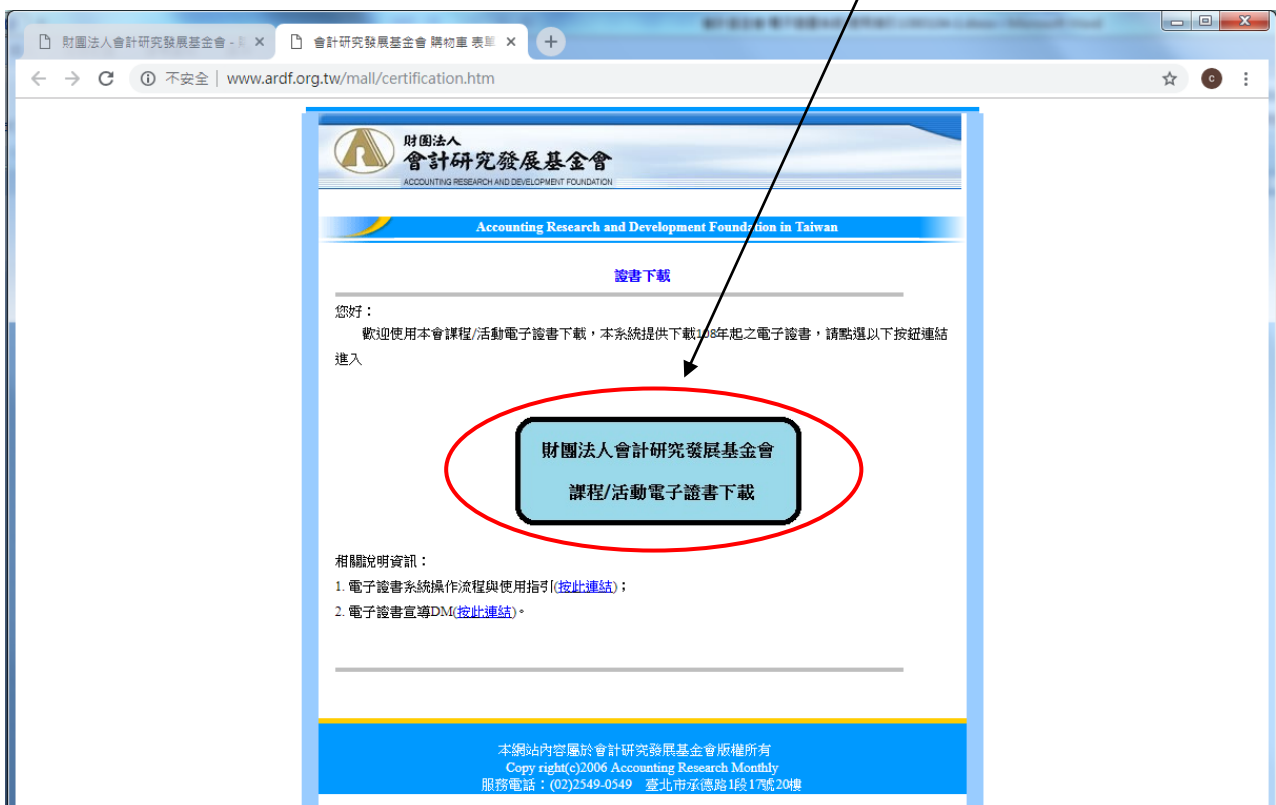 財團法人會計研究發展基金會 -
會計研究發展基金會 購物車 表單
不安全 | www.ardf.org.tw/mall/certification.htm
C
財團法人
會計研究發展基金會
ACCOUNTING RESEARCH AND DEVELOPMENT FOUNDATION
Accounting Research and Development Foundation in Taiwan
證書下載
您好：
歡迎使用本會課程/活動電子證書下載，本系統提供下載108年起之電子證書，請點選以下按鈕連結
進入
財團法人會計研究發展基金會
課程/活動電子證書下載
相關說明資訊：
1. 電子證書系統操作流程與使用指引(按此連結)；
2. 電子證書宣導DM(按此連結)。
本網站內容屬於會計研究發展基金會版權所有
Copy right(c)2006 Accounting Research Monthly
服務電話：(02)2549-0549 臺北市承德路1段17號20樓